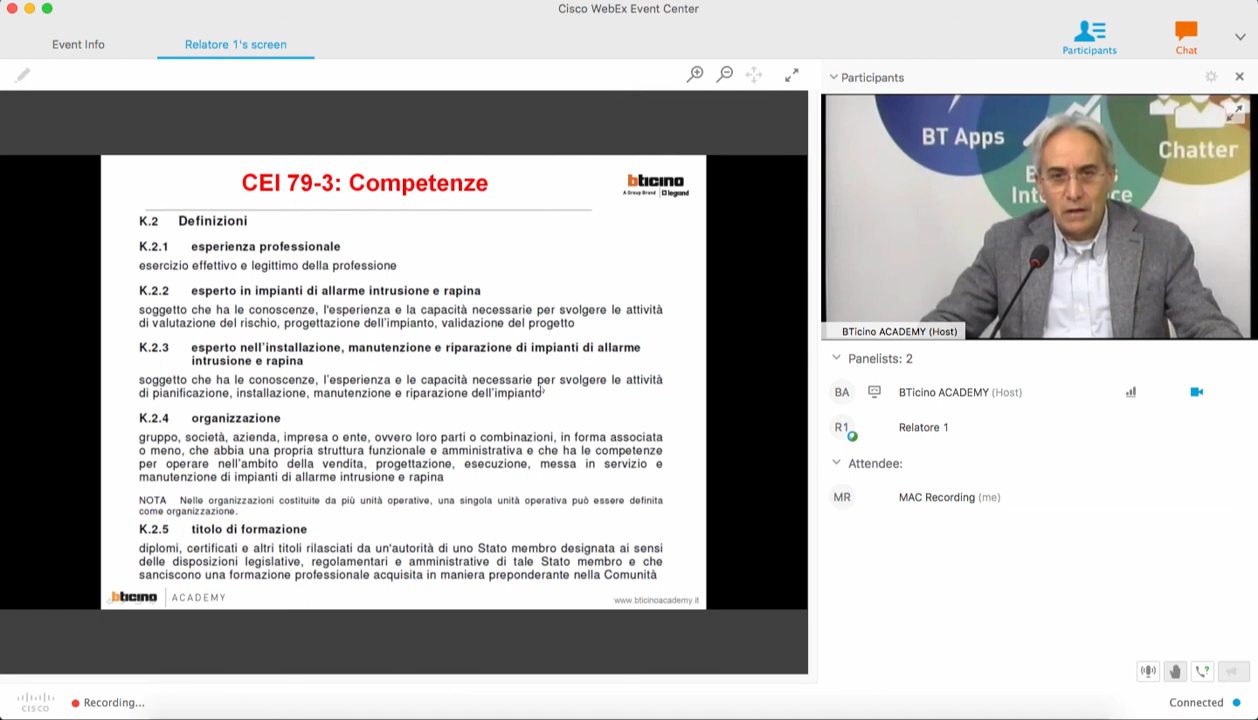 Cisco WebEx Event Center
Event Info
Relatore 1's screen
Participants
Chat
Participants
CEI 79-3: Competenze
bticino
A Group Brand | legrand
K.2 Definizioni
K.2.1 esperienza professionale
esercizio effettivo e legittimo della professione
K.2.2 esperto in impianti di allarme intrusione e rapina
soggetto che ha le conoscenze, l'esperienza e la capacità necessarie per svolgere le attività
di valutazione del rischio, progettazione dell'impianto, validazione del progetto
K.2.3 esperto nell'installazione, manutenzione e riparazione di impianti di allarme
intrusione e rapina
soggetto che ha le conoscenze, l'esperienza e le capacità necessarie per svolgere le attività
di pianificazione, installazione, manutenzione e riparazione dell'impianto
K.2.4 organizzazione
gruppo, società, azienda, impresa o ente, ovvero loro parti o combinazioni, in forma associata
o meno, che abbia una propria struttura funzionale e amministrativa e che ha le competenze
per operare nell'ambito della vendita, progettazione, esecuzione, messa in servizio e
manutenzione di impianti di allarme intrusione e rapina
NOTA Nelle organizzazioni costituite da più unità operative, una singola unità operativa può essere definita
come organizzazione.
K.2.5 titolo di formazione
diplomi, certificati e altri titoli rilasciati da un'autorità di uno Stato membro designata ai sensi
delle disposizioni legislative, regolamentari e amministrative di tale Stato membro e che
sanciscono una formazione professionale acquisita in maniera preponderante nella Comunità
bticino ACADEMY
www.bticinoacademy.it
BT Apps
Chatter
BTicino ACADEMY (Host)
Panelists: 2
BA BTicino ACADEMY (Host)
R1 Relatore 1
Attendee:
MR MAC Recording (me)
CISCO
Recording...
Connected